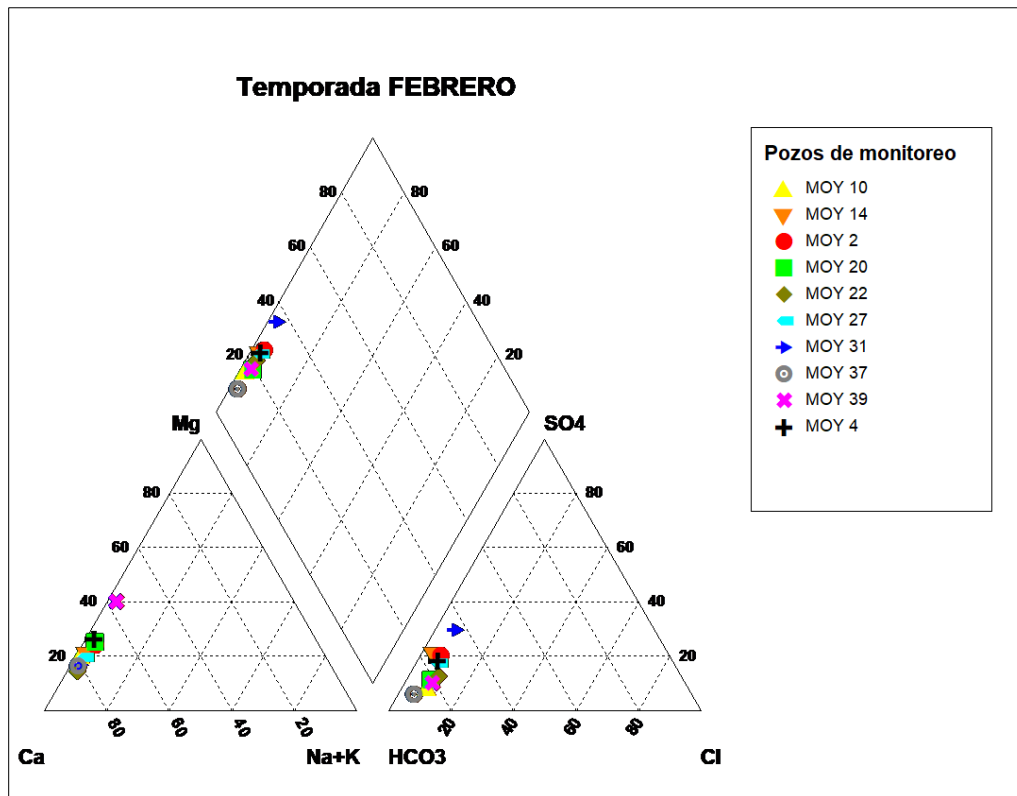 Temporada FEBRERO
Pozos de monitoreo
MOY 10
MOY 14
MOY 2
MOY 20
MOY 22
MOY 27
MOY 31
MOY 37
MOY 39
MOY 4
80 80
60 60
40 40
20 20
Mg SO4
80 80
60 60
40 40
20 20
80 60 40 20 20 40 60 80
Ca Na+K HCO3 Cl